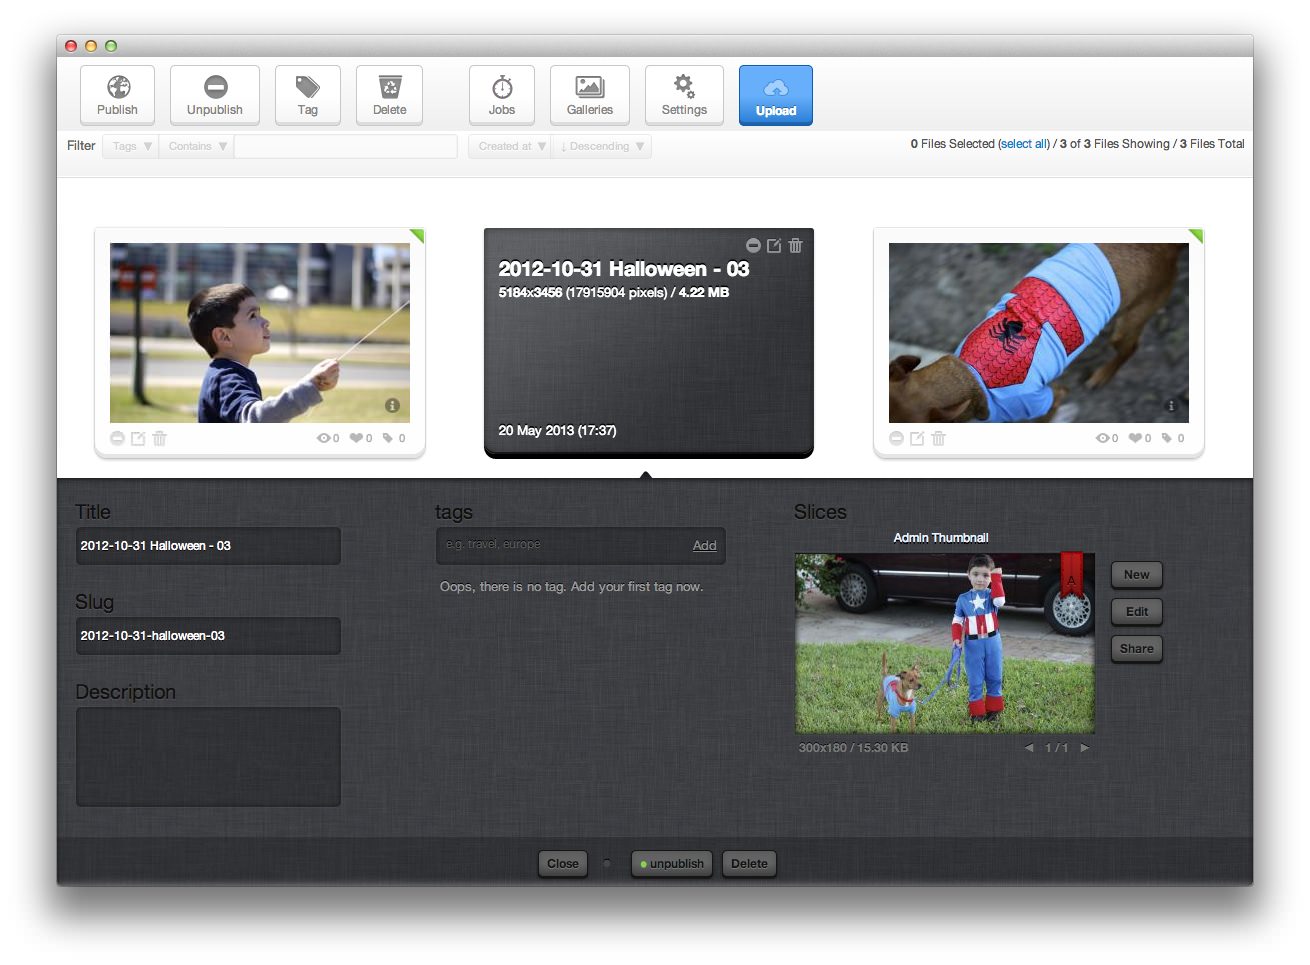 Publish Unpublish Tag Delete Jobs Galleries Settings Upload
Filter Tags ▼ Contains ▼ Created at ▼ ↓ Descending ▼ 0 Files Selected (select all) / 3 of 3 Files Showing / 3 Files Total
2012-10-31 Halloween - 03
5184x3456 (17915904 pixels) / 4.22 MB
20 May 2013 (17:37)
0 0 0
0 0 0
Title
2012-10-31 Halloween - 03
Slug
2012-10-31-halloween-03
Description
tags
e.g. travel, europe Add
Oops, there is no tag. Add your first tag now.
Slices
Admin Thumbnail
A
New
Edit
Share
300x180 / 15.30 KB ◀ 1 / 1 ▶
Close unpublish Delete